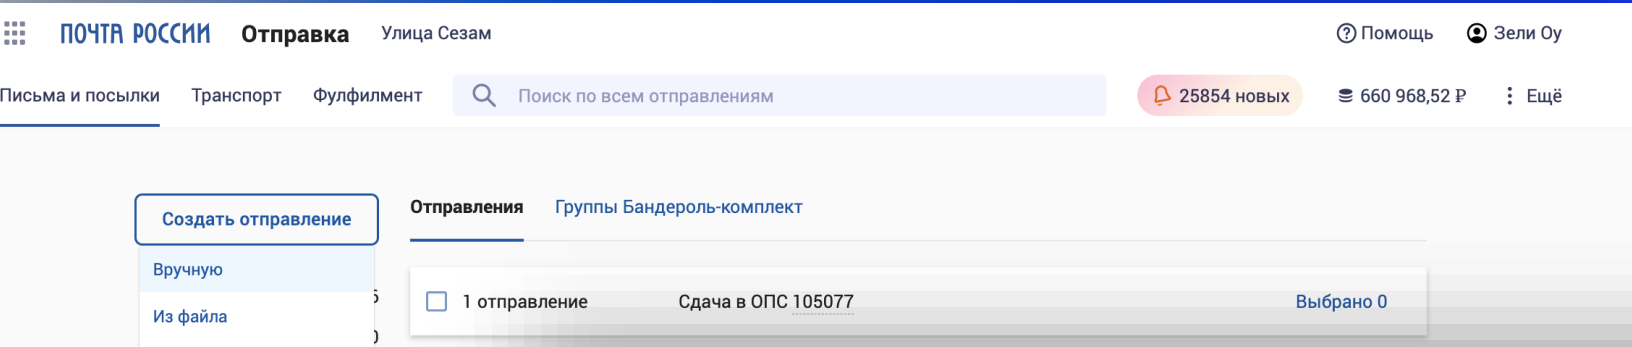 ПОЧТА РОССИИ Отправка Улица Сезам Помощь Зели Оу
Письма и посылки Транспорт Фулфилмент Поиск по всем отправлениям 25854 новых 660 968,52 ₽ Ещё
Создать отправление Отправления Группы Бандероль-комплект
Вручную
1 отправление Сдача в ОПС 105077 Выбрано 0
Из файла